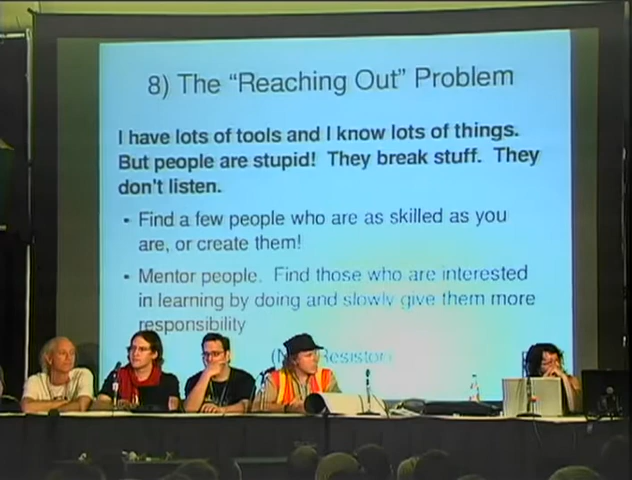 8) The “Reaching Out” Problem
I have lots of tools and I know lots of things.
But people are stupid! They break stuff. They
don't listen.
• Find a few people who are as skilled as you
are, or create them!
• Mentor people. Find those who are interested
in learning by doing and slowly give them more
responsibility
Resistor